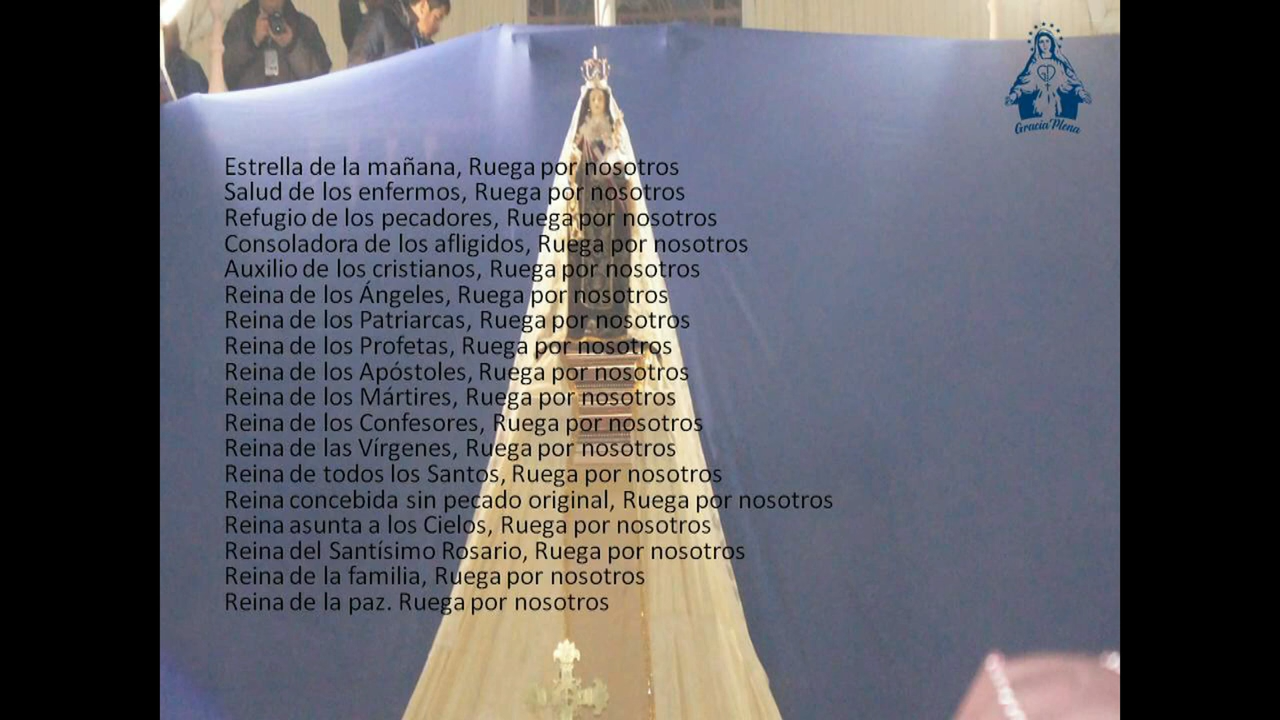 Gracia Plena
Estrella de la mañana, Ruega por nosotros
Salud de los enfermos, Ruega por nosotros
Refugio de los pecadores, Ruega por nosotros
Consoladora de los afligidos, Ruega por nosotros
Auxilio de los cristianos, Ruega por nosotros
Reina de los Ángeles, Ruega por nosotros
Reina de los Patriarcas, Ruega por nosotros
Reina de los Profetas, Ruega por nosotros
Reina de los Apóstoles, Ruega por nosotros
Reina de los Mártires, Ruega por nosotros
Reina de los Confesores, Ruega por nosotros
Reina de las Vírgenes, Ruega por nosotros
Reina de todos los Santos, Ruega por nosotros
Reina concebida sin pecado original, Ruega por nosotros
Reina asunta a los Cielos, Ruega por nosotros
Reina del Santísimo Rosario, Ruega por nosotros
Reina de la familia, Ruega por nosotros
Reina de la paz. Ruega por nosotros